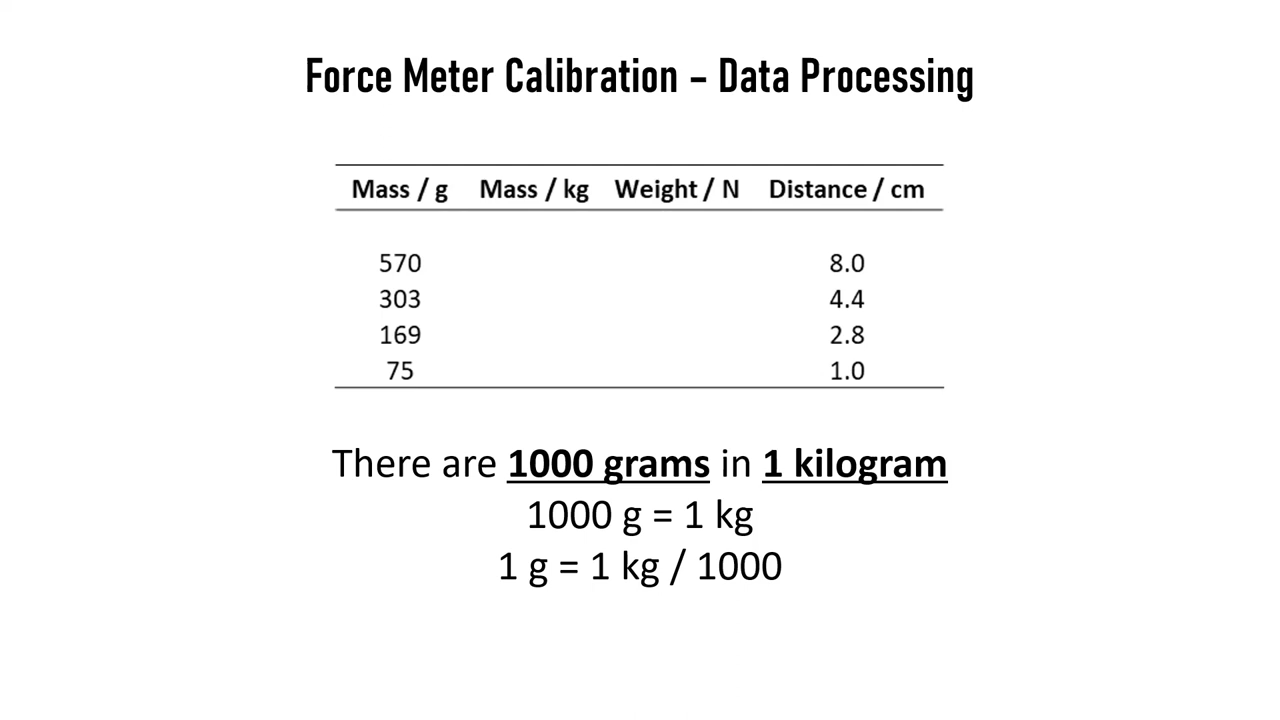 Force Meter Calibration – Data Processing
Mass / g Mass / kg Weight / N Distance / cm
570 8.0
303 4.4
169 2.8
75 1.0
There are 1000 grams in 1 kilogram
1000 g = 1 kg
1 g = 1 kg / 1000